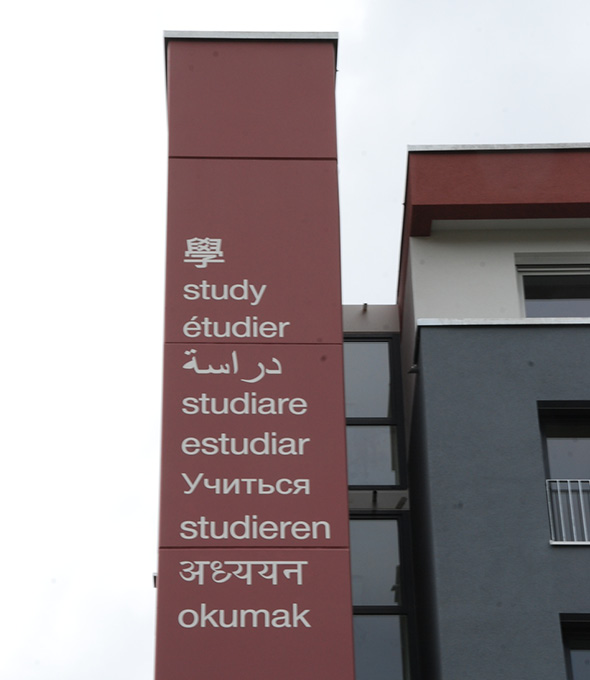 學
study
étudier
دراسة
studiare
estudiar
Учиться
studieren
अध्ययन
okumak